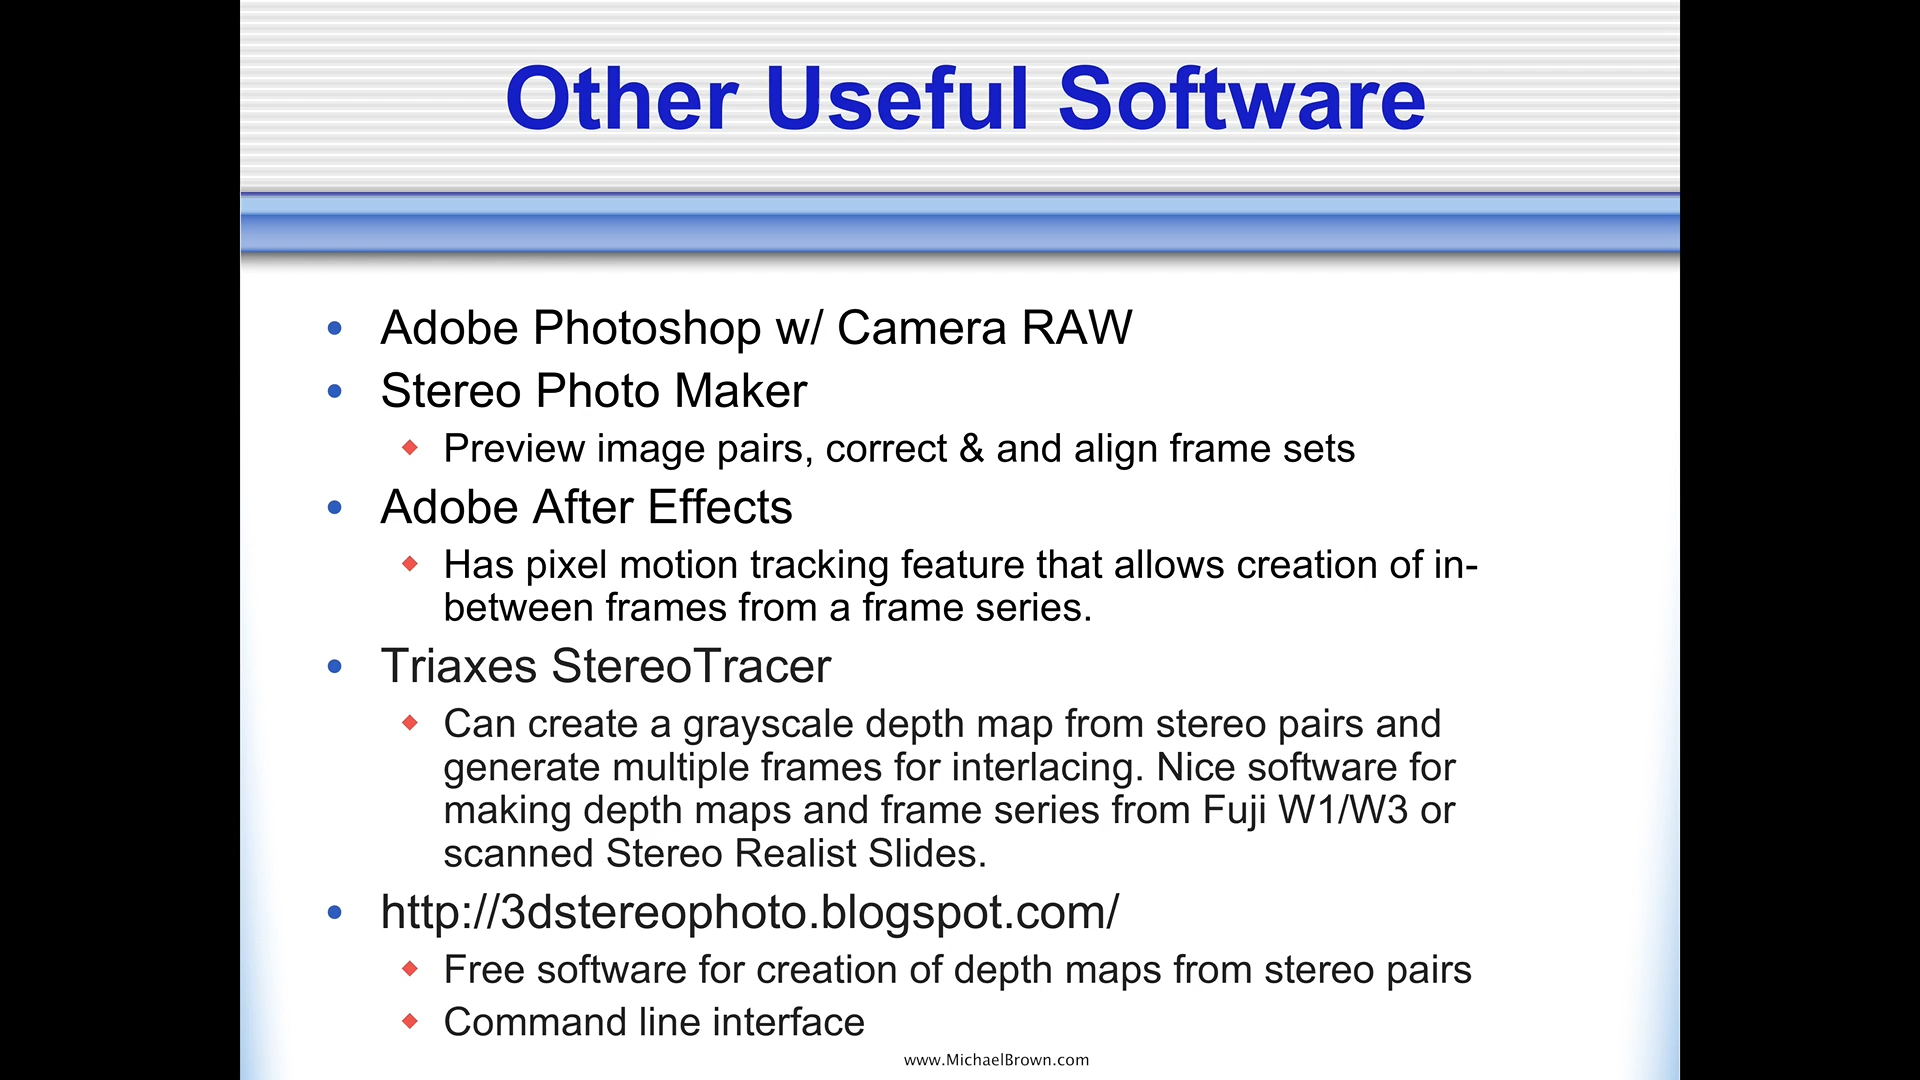 Other Useful Software
• Adobe Photoshop w/ Camera RAW
• Stereo Photo Maker
◆ Preview image pairs, correct & and align frame sets
• Adobe After Effects
◆ Has pixel motion tracking feature that allows creation of in-
between frames from a frame series.
• Triaxes StereoTracer
◆ Can create a grayscale depth map from stereo pairs and
generate multiple frames for interlacing. Nice software for
making depth maps and frame series from Fuji W1/W3 or
scanned Stereo Realist Slides.
• http://3dstereophoto.blogspot.com/
◆ Free software for creation of depth maps from stereo pairs
◆ Command line interface
www.MichaelBrown.com